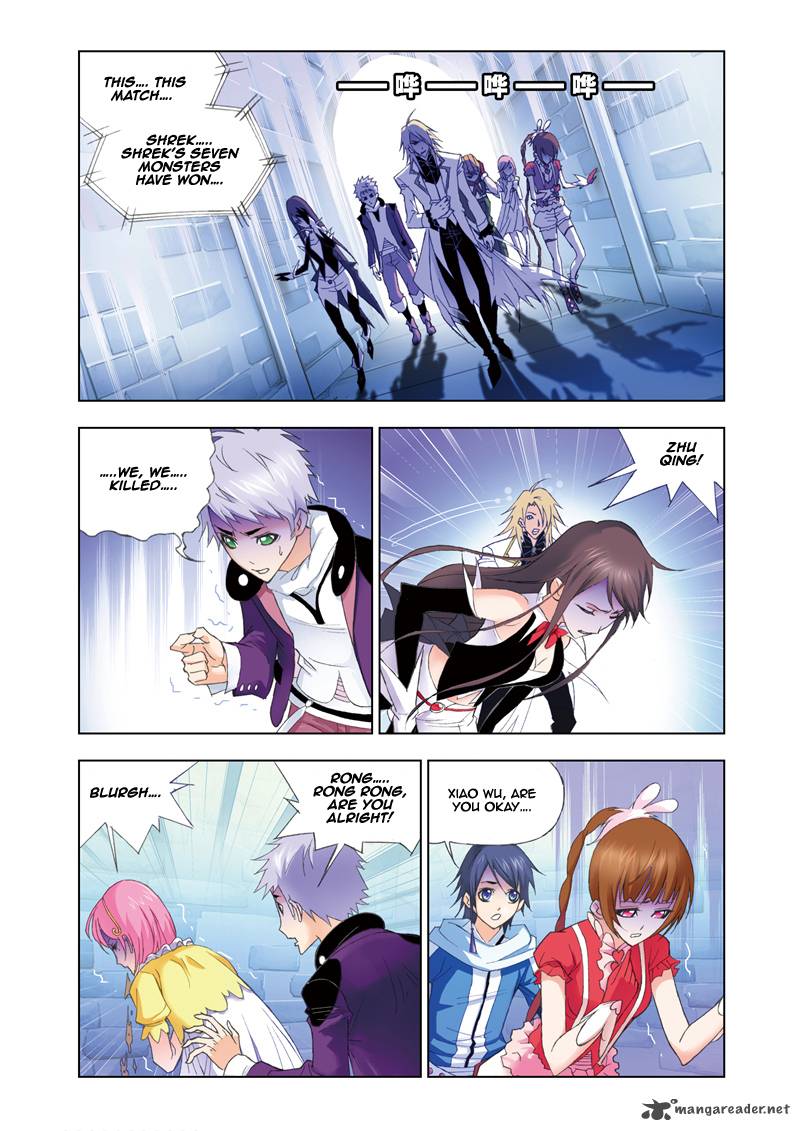 THIS.... THIS
MATCH....
哗 哗 哗
SHREK.....
SHREK'S SEVEN
MONSTERS
HAVE WON....
.....WE, WE.....
KILLED.....
ZHU
QING!
BLURGH....
RONG.....
RONG RONG,
ARE YOU
ALRIGHT!
XIAO WU, ARE
YOU OKAY....
mangareader.net